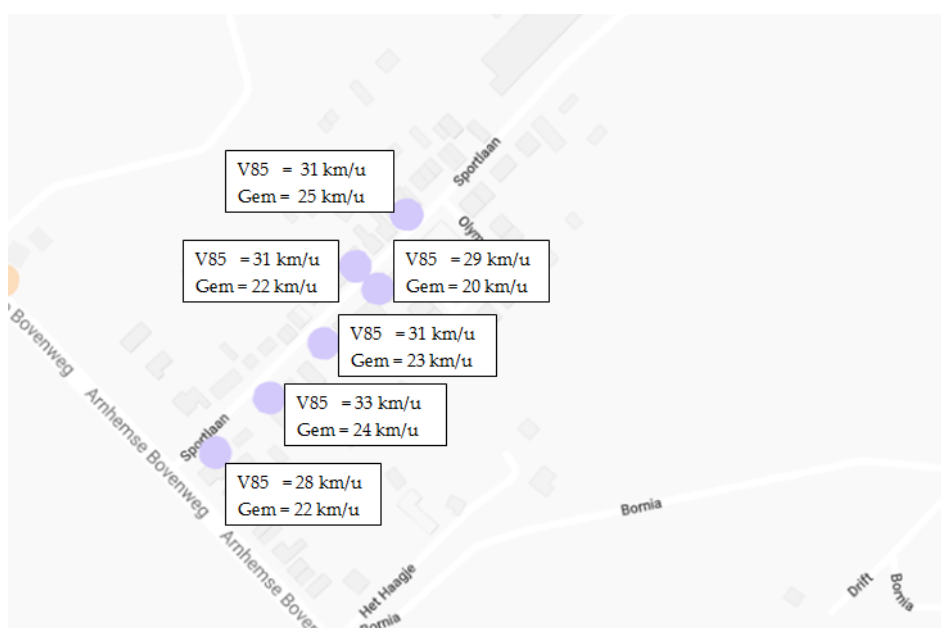 Sportlaan
V85 = 31 km/u
Gem = 25 km/u
Olym
V85 = 31 km/u
Gem = 22 km/u
V85 = 29 km/u
Gem = 20 km/u
Bovenweg
V85 = 31 km/u
Gem = 23 km/u
Arnhemse Bovenweg
V85 = 33 km/u
Gem = 24 km/u
Sportlaan
V85 = 28 km/u
Gem = 22 km/u
Bornia
Arnhemse Bove
Het Haagje
Drift
Bornia
Bornia